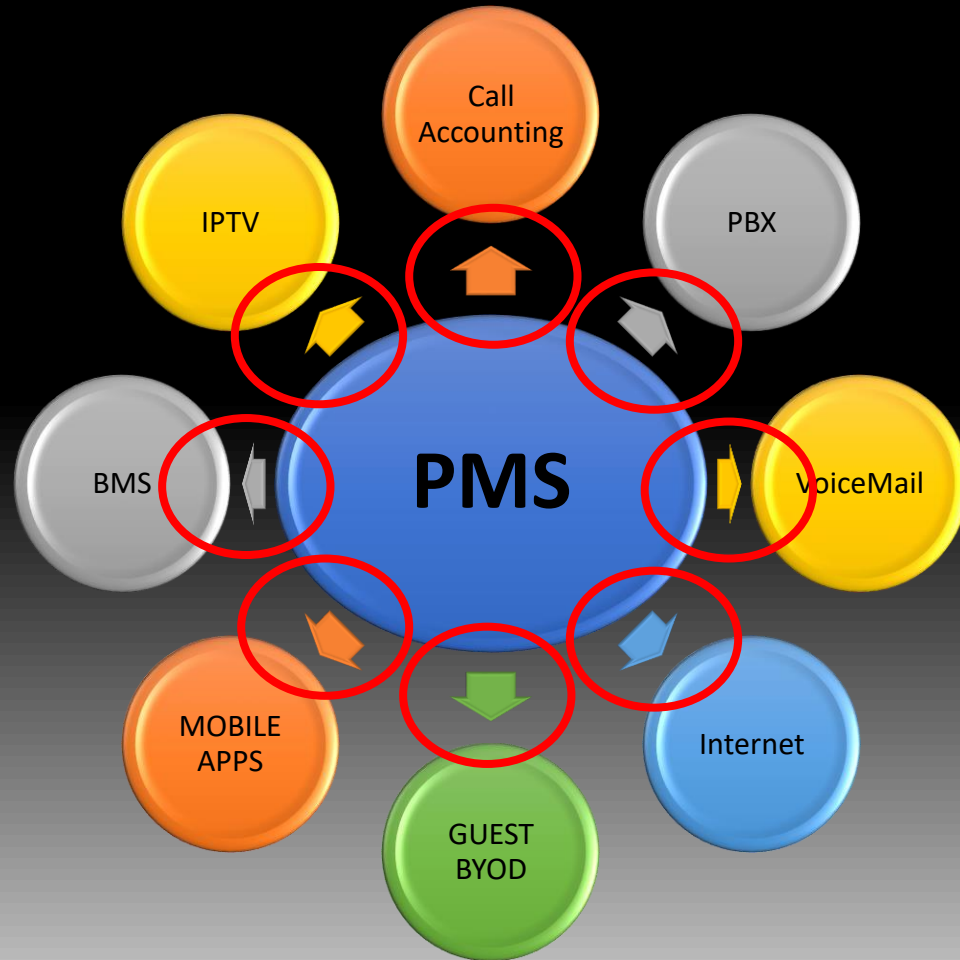 Call
Accounting
IPTV
PBX
PMS
BMS
VoiceMail
MOBILE
APPS
Internet
GUEST
BYOD